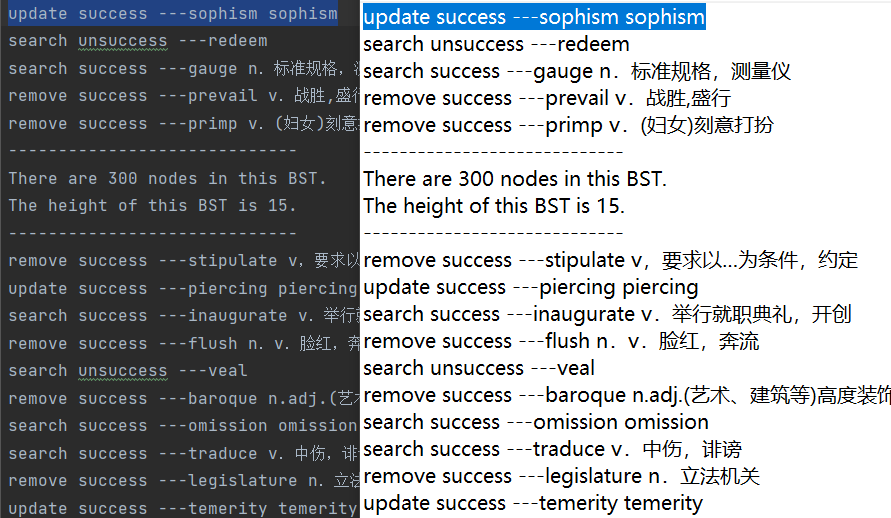 update success ---sophism sophism
search unsuccess ---redeem
search success ---gauge n. 标准规格，
remove success ---prevail v. 战胜,盛行
remove success ---primp v. (妇女)刻意
-----------------------------
There are 300 nodes in this BST.
The height of this BST is 15.
-----------------------------
remove success ---stipulate v，要求以
update success ---piercing piercing
search success ---inaugurate v. 举行就
remove success ---flush n. v. 脸红，奔
search unsuccess ---veal
remove success ---baroque n.adj.(艺术
search success ---omission omission
search success ---traduce v. 中伤，诽
remove success ---legislature n. 立法
update success ---temerity temerity
update success ---sophism sophism
search unsuccess ---redeem
search success ---gauge n. 标准规格，测量仪
remove success ---prevail v. 战胜,盛行
remove success ---primp v. (妇女)刻意打扮
-----------------------------
There are 300 nodes in this BST.
The height of this BST is 15.
-----------------------------
remove success ---stipulate v，要求以…为条件，约定
update success ---piercing piercing
search success ---inaugurate v. 举行就职典礼，开创
remove success ---flush n. v. 脸红，奔流
search unsuccess ---veal
remove success ---baroque n.adj.(艺术、建筑等)高度装饰
search success ---omission omission
search success ---traduce v. 中伤，诽谤
remove success ---legislature n. 立法机关
update success ---temerity temerity